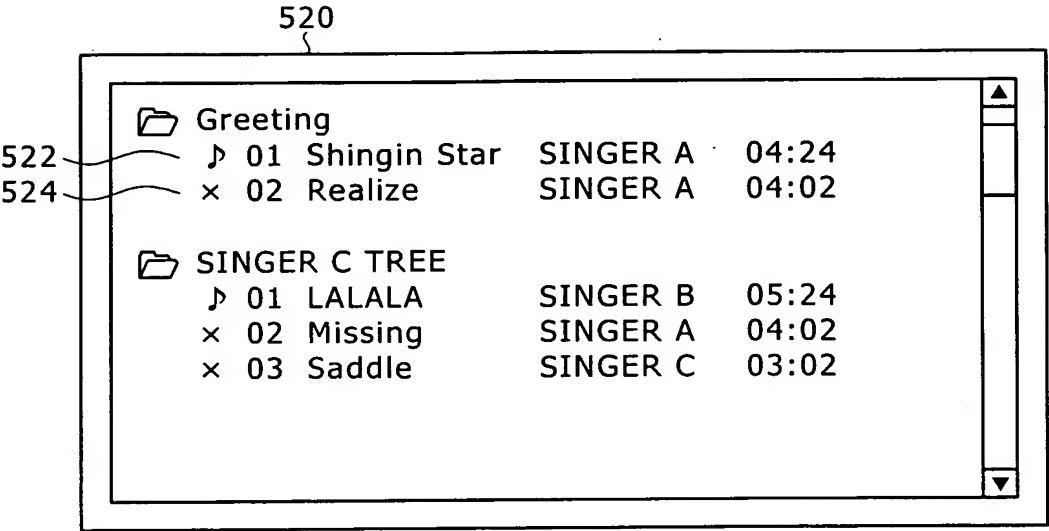 520
Greeting
522 ♪ 01 Shingin Star SINGER A 04:24
524 × 02 Realize SINGER A 04:02
SINGER C TREE
♪ 01 LALALA SINGER B 05:24
× 02 Missing SINGER A 04:02
× 03 Saddle SINGER C 03:02